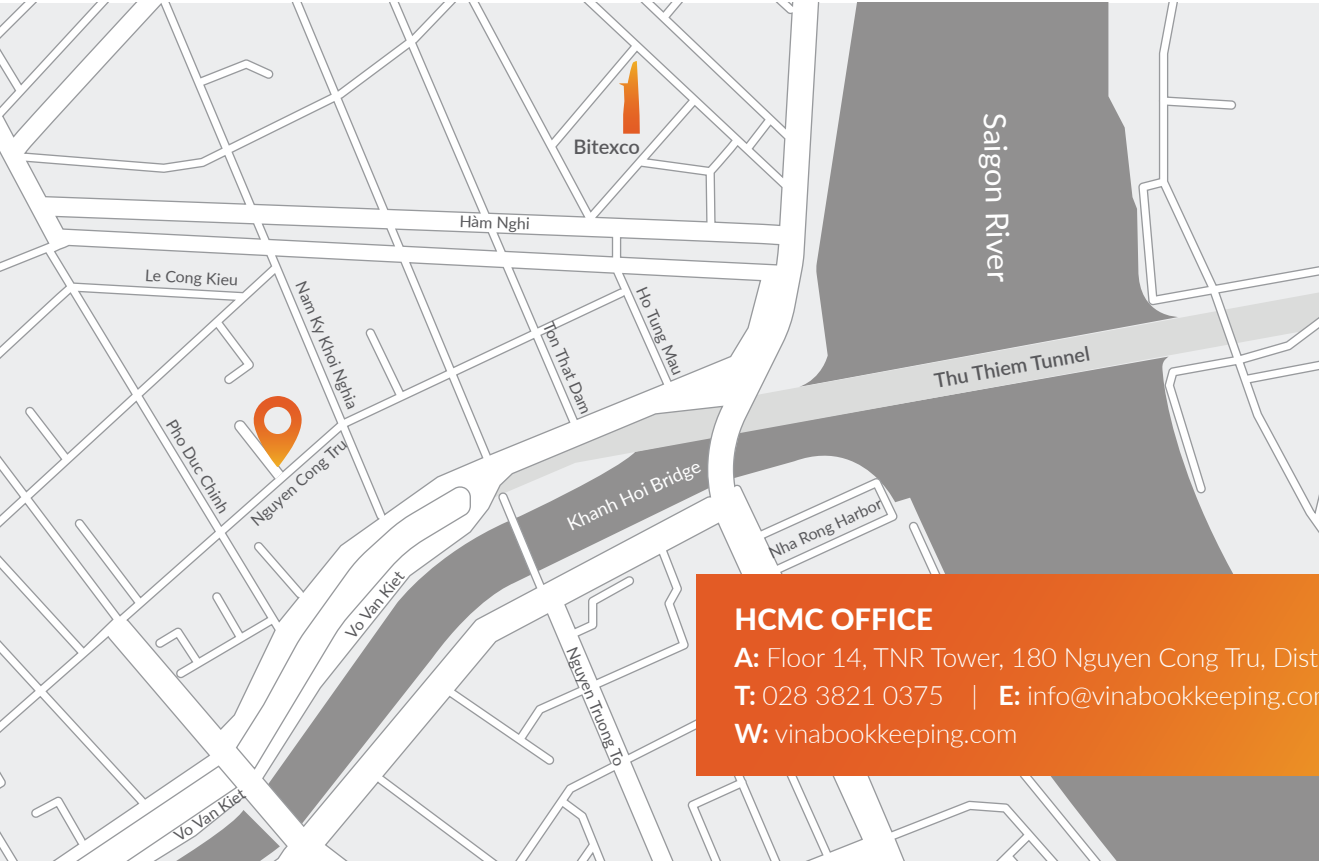 Saigon River
Bitexco
Hàm Nghi
Le Cong Kieu
Nam Ky Khoi Nghia
Ton That Dam
Ho Tung Mau
Thu Thiem Tunnel
Pho Duc Chinh
Nguyen Cong Tru
Khanh Hoi Bridge
Nha Rong Harbor
Vo Van Kiet
Nguyen Truong To
Vo Van Kiet
HCMC OFFICE
A: Floor 14, TNR Tower, 180 Nguyen Cong Tru, Dist
T: 028 3821 0375 | E: info@vinabookkeeping.com
W: vinabookkeeping.com